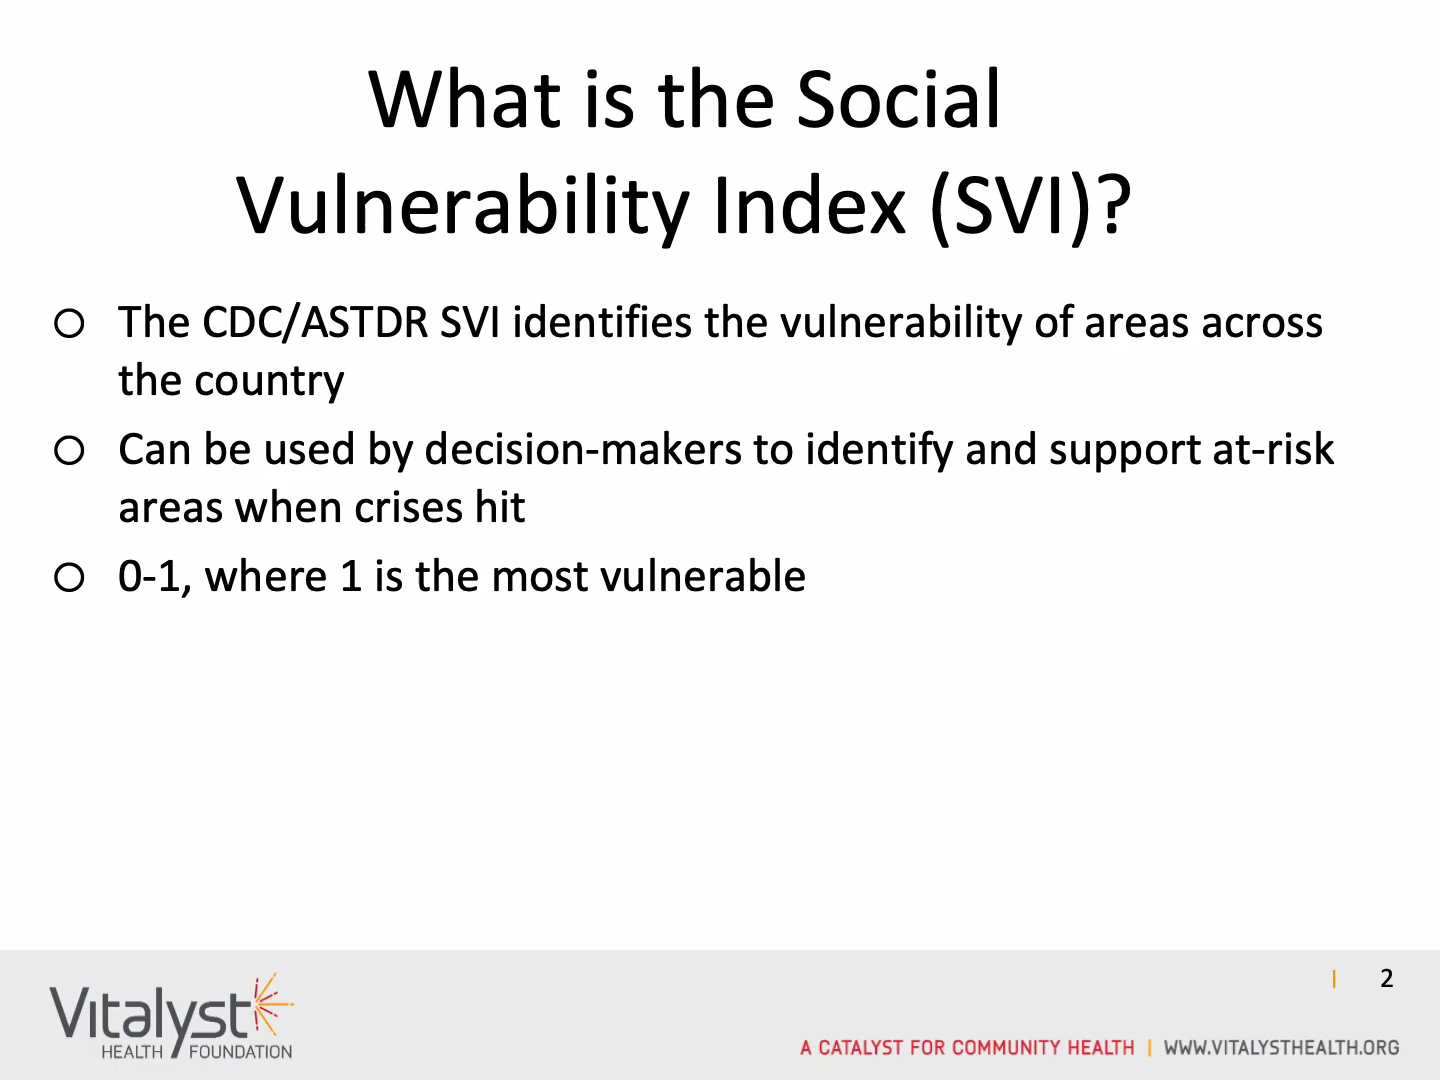 What is the Social
Vulnerability Index (SVI)?
The CDC/ASTDR SVI identifies the vulnerability of areas across
the country
Can be used by decision-makers to identify and support at-risk
areas when crises hit
0-1, where 1 is the most vulnerable
| 2
Vitalyst
HEALTH FOUNDATION
A CATALYST FOR COMMUNITY HEALTH | WWW.VITALYSTHEALTH.ORG